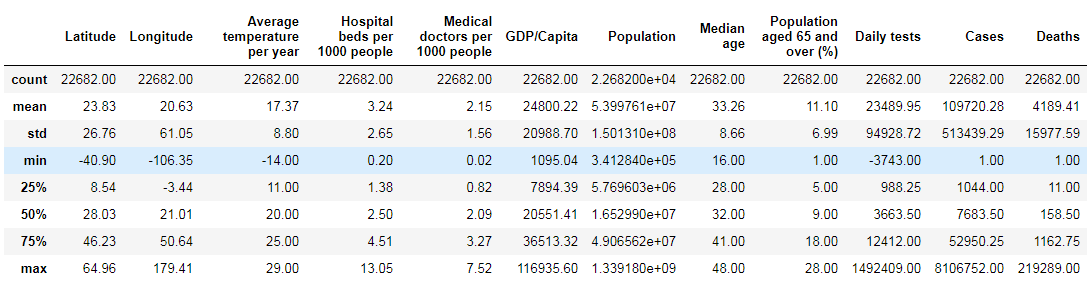 Latitude Longitude Average temperature per year Hospital beds per 1000 people Medical doctors per 1000 people GDP/Capita Population Median age Population aged 65 and over (%) Daily tests Cases Deaths
count 22682.00 22682.00 22682.00 22682.00 22682.00 22682.00 2.268200e+04 22682.00 22682.00 22682.00 22682.00 22682.00
mean 23.83 20.63 17.37 3.24 2.15 24800.22 5.399761e+07 33.26 11.10 23489.95 109720.28 4189.41
std 26.76 61.05 8.80 2.65 1.56 20988.70 1.501310e+08 8.66 6.99 94928.72 513439.29 15977.59
min -40.90 -106.35 -14.00 0.20 0.02 1095.04 3.412840e+05 16.00 1.00 -3743.00 1.00 1.00
25% 8.54 -3.44 11.00 1.38 0.82 7894.39 5.769603e+06 28.00 5.00 988.25 1044.00 11.00
50% 28.03 21.01 20.00 2.50 2.09 20551.41 1.652990e+07 32.00 9.00 3663.50 7683.50 158.50
75% 46.23 50.64 25.00 4.51 3.27 36513.32 4.906562e+07 41.00 18.00 12412.00 52950.25 1162.75
max 64.96 179.41 29.00 13.05 7.52 116935.60 1.339180e+09 48.00 28.00 1492409.00 8106752.00 219289.00